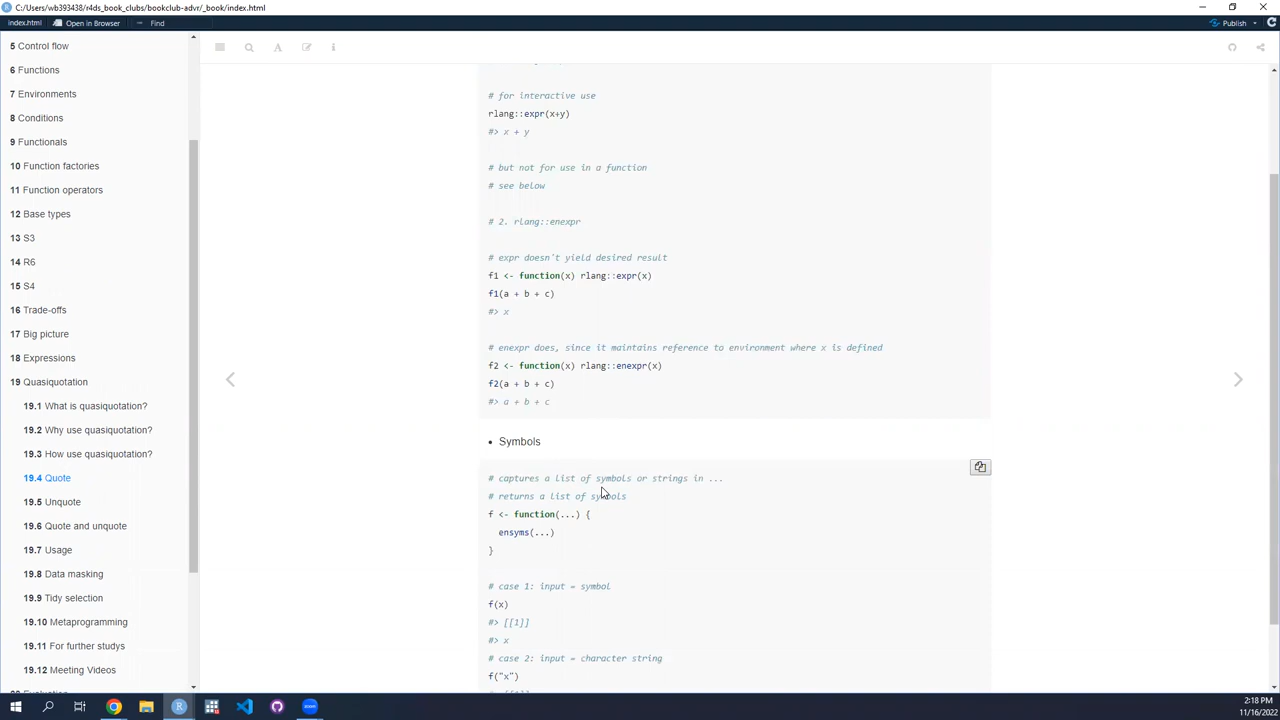 C:/Users/wb393438/r4ds_book_clubs/bookclub-advr/_book/index.html
index.html
Open in Browser
Find
Publish
5 Control flow
6 Functions
7 Environments
8 Conditions
9 Functionals
10 Function factories
11 Function operators
12 Base types
13 S3
14 R6
15 S4
16 Trade-offs
17 Big picture
18 Expressions
19 Quasiquotation
19.1 What is quasiquotation?
19.2 Why use quasiquotation?
19.3 How use quasiquotation?
19.4 Quote
19.5 Unquote
19.6 Quote and unquote
19.7 Usage
19.8 Data masking
19.9 Tidy selection
19.10 Metaprogramming
19.11 For further studys
19.12 Meeting Videos
# for interactive use
rlang::expr(x+y)
#> x + y
# but not for use in a function
# see below
# 2. rlang::enexpr
# expr doesn't yield desired result
f1 <- function(x) rlang::expr(x)
f1(a + b + c)
#> x
# enexpr does, since it maintains reference to environment where x is defined
f2 <- function(x) rlang::enexpr(x)
f2(a + b + c)
#> a + b + c
• Symbols
# captures a list of symbols or strings in ...
# returns a list of symbols
f <- function(...) {
ensyms(...)
}
# case 1: input = symbol
f(x)
#> [[1]]
#> x
# case 2: input = character string
f("x")
2:18 PM
11/16/2022
zoom